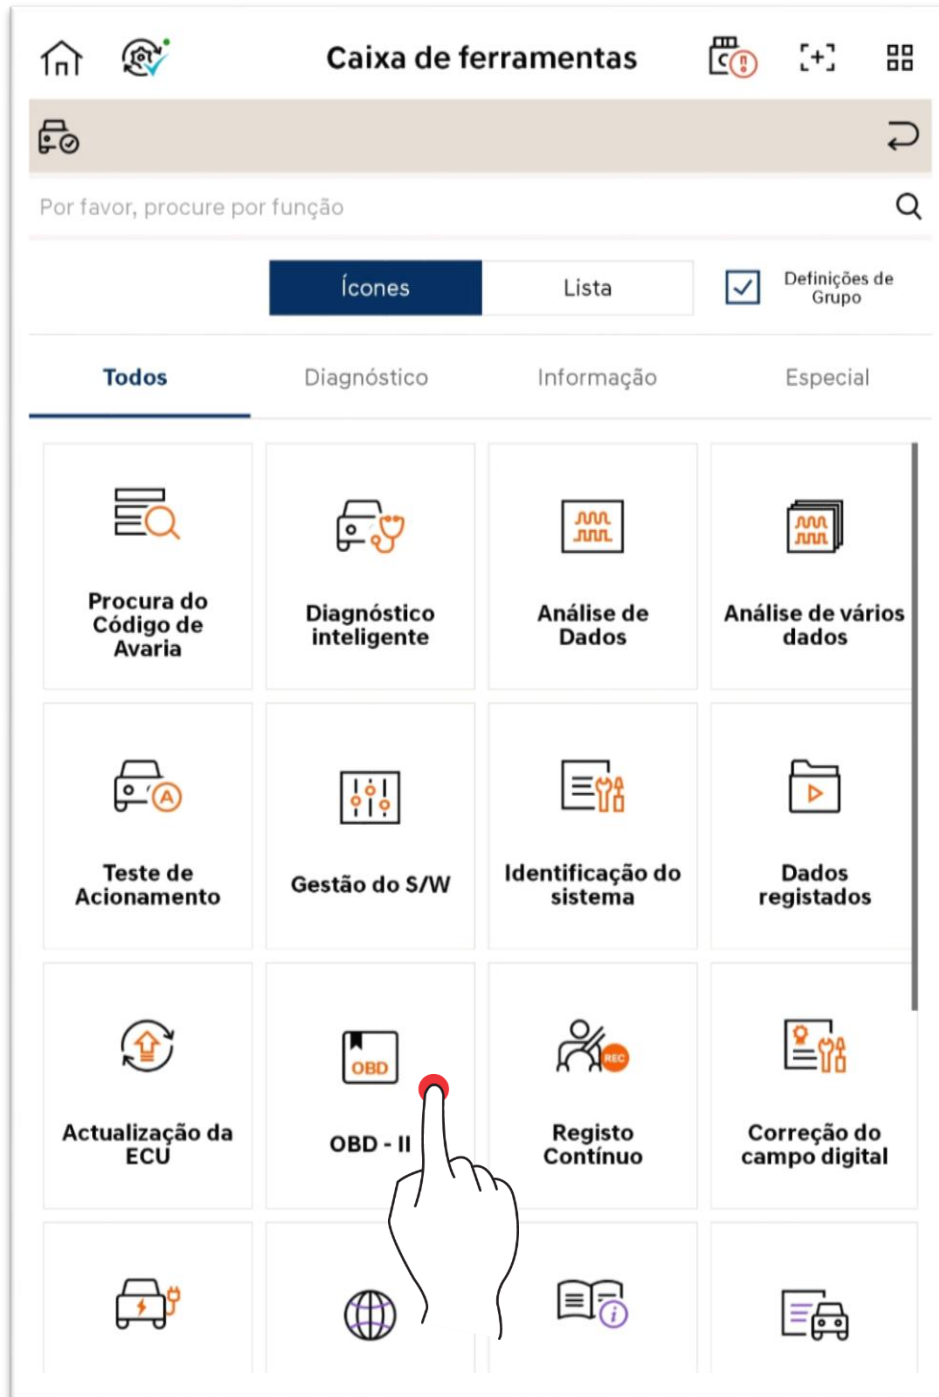 Caixa de ferramentas
Por favor, procure por função
Ícones
Lista
Definições de
Grupo
Todos
Diagnóstico
Informação
Especial
Procura do
Código de
Avaria
Diagnóstico
inteligente
Análise de
Dados
Análise de vários
dados
A
Teste de
Acionamento
Gestão do S/W
Identificação do
sistema
Dados
registados
Actualização da
ECU
OBD
OBD - II
REC
Registo
Contínuo
Correção do
campo digital